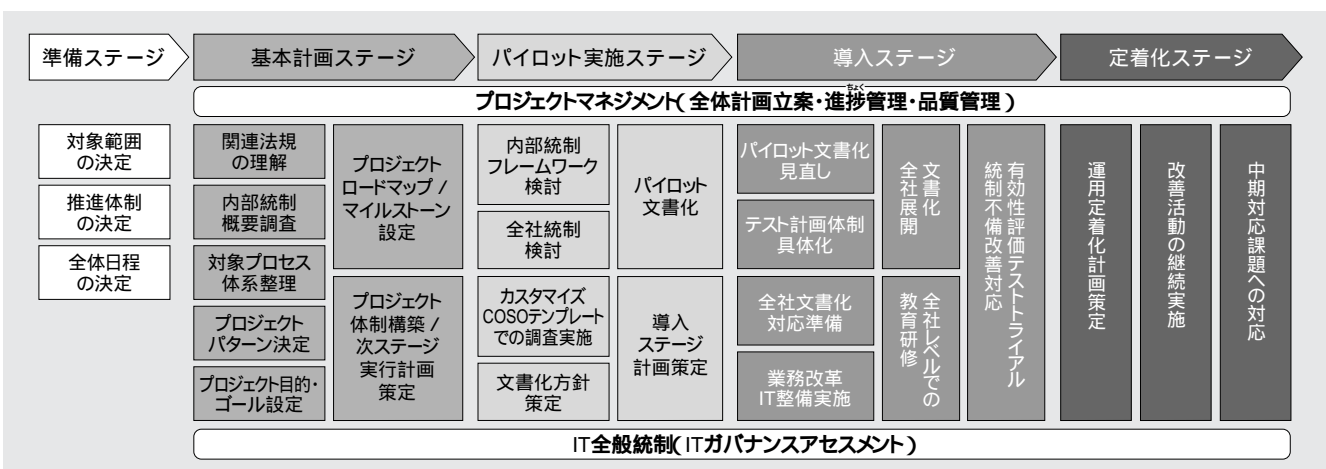 準備ステージ
基本計画ステージ
パイロット実施ステージ
導入ステージ
定着化ステージ
プロジェクトマネジメント(全体計画立案・進捗管理・品質管理)
ちょく
対象範囲
の決定
推進体制
の決定
全体日程
の決定
関連法規
の理解
内部統制
概要調査
対象プロセス
体系整理
プロジェクト
パターン決定
プロジェクト目的・
ゴール設定
プロジェクト
ロードマップ/
マイルストーン
設定
プロジェクト
体制構築/
次ステージ
実行計画
策定
内部統制
フレームワーク
検討
全社統制
検討
カスタマイズ
COSOテンプレート
での調査実施
文書化方針
策定
パイロット
文書化
導入
ステージ
計画策定
パイロット文書化
見直し
テスト計画体制
具体化
全社文書化
対応準備
業務改革
IT整備実施
文書化
全社展開
全社レベルでの
教育研修
有効性評価テストトライアル
統制不備改善対応
運用定着化計画策定
改善活動の継続実施
中期対応課題への対応
IT全般統制(ITガバナンスアセスメント)